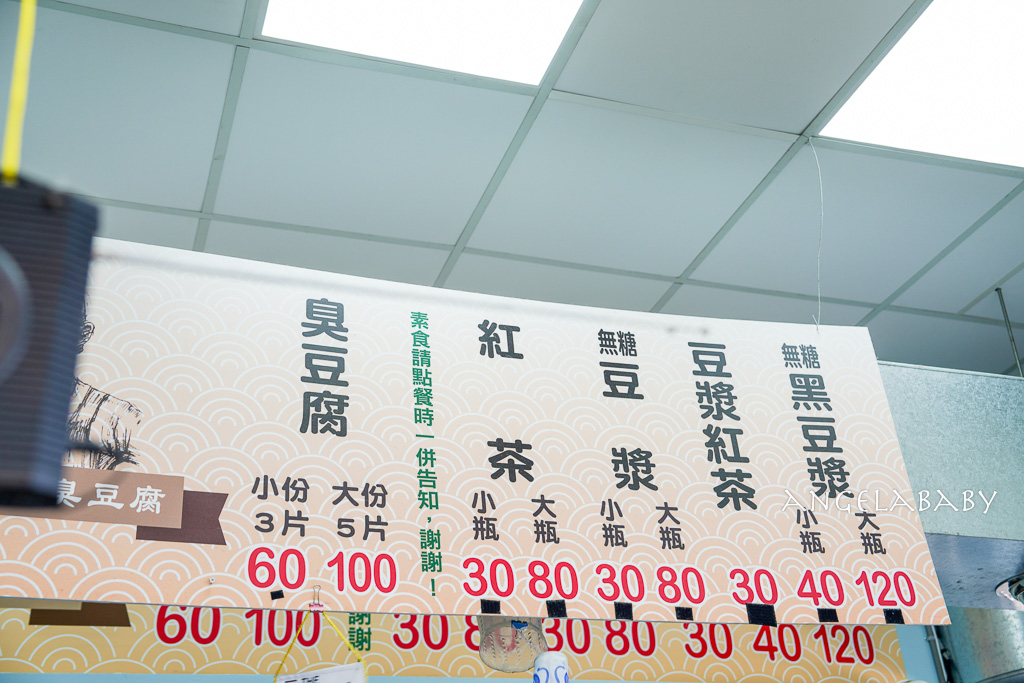 臭豆腐
臭豆腐
小份 大份
3片 5片
60 100
素食請點餐時一併告知，謝謝！
紅茶
小瓶 大瓶
30 80
無糖
豆漿
小瓶 大瓶
30 80
豆漿紅茶
30
無糖
黑豆漿
小瓶 大瓶
40 120
ANGELABABY
60 100 謝謝 30 8 30 80 30 40 120